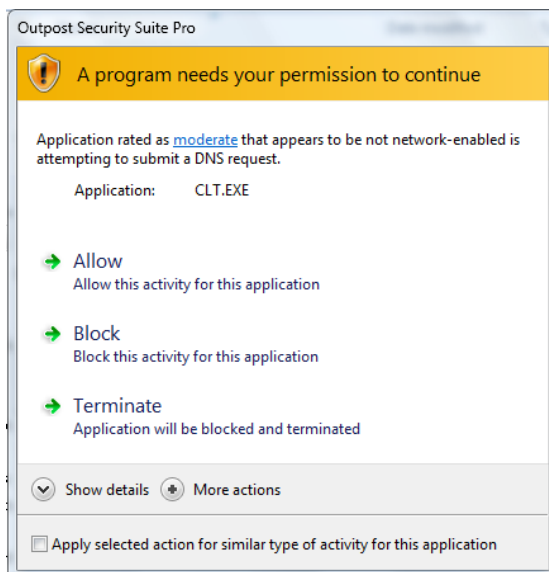 Outpost Security Suite Pro
Date modified
A program needs your permission to continue
Application rated as moderate that appears to be not network-enabled is
attempting to submit a DNS request.
Application: CLT.EXE
Allow
Allow this activity for this application
Block
Block this activity for this application
Terminate
Application will be blocked and terminated
Show details
More actions
Apply selected action for similar type of activity for this application